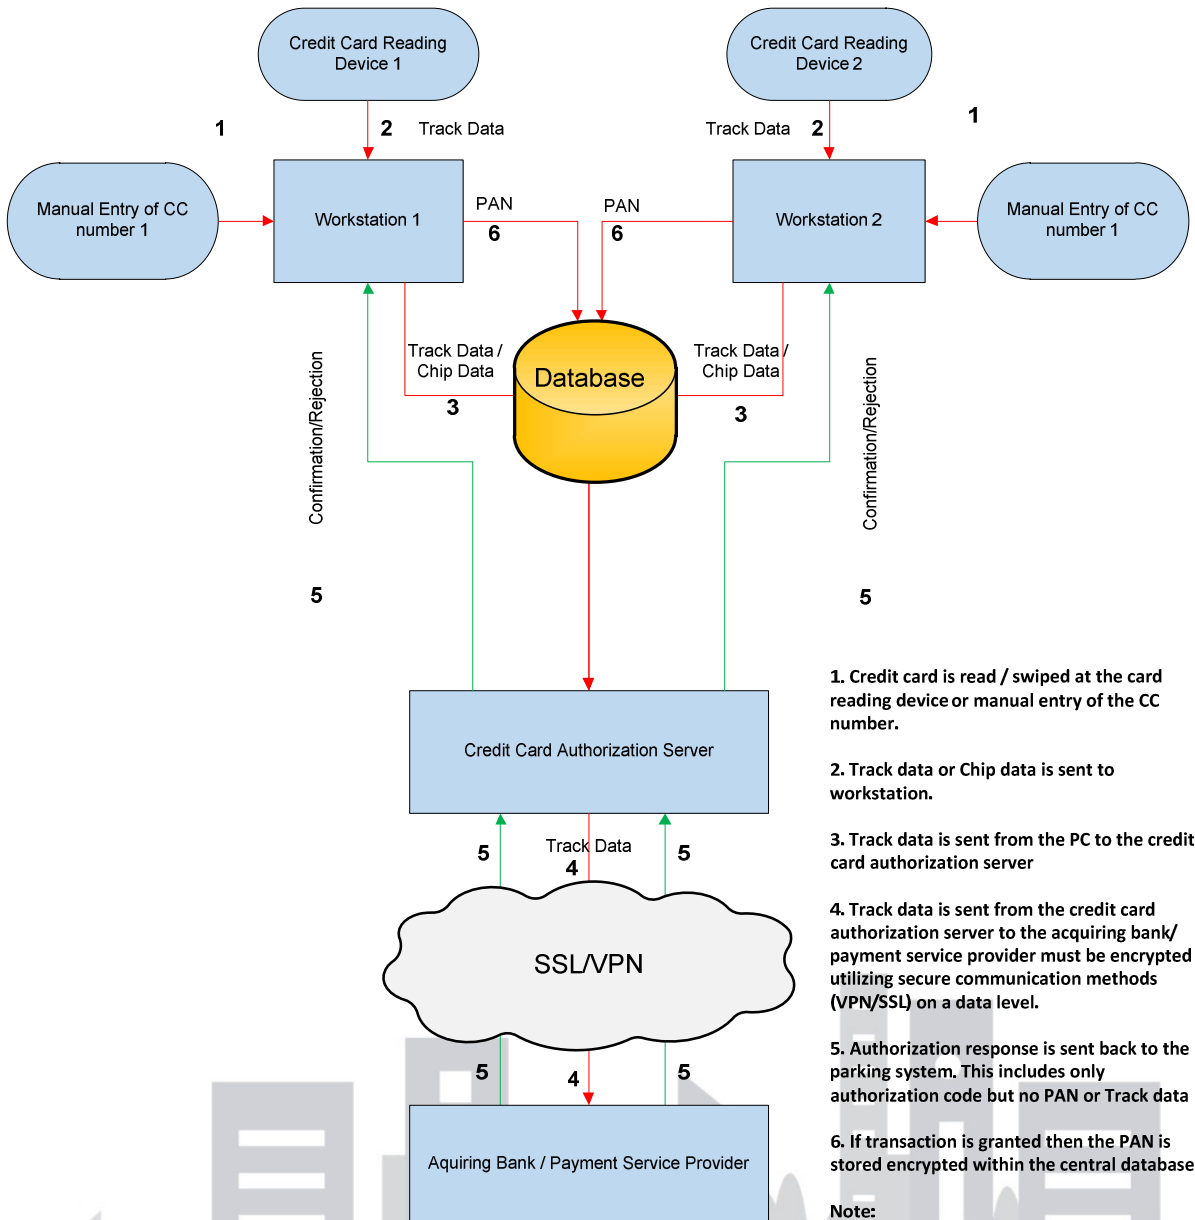 Credit Card Reading
Device 1
Credit Card Reading
Device 2
1
2
Track Data
Track Data
2
1
Manual Entry of CC
number 1
Workstation 1
PAN
6
PAN
6
Workstation 2
Manual Entry of CC
number 1
Track Data /
Chip Data
3
Database
Track Data /
Chip Data
3
Confirmation/Rejection
Confirmation/Rejection
5
5
Credit Card Authorization Server
5
Track Data
4
5
SSL/VPN
5
4
5
Aquiring Bank / Payment Service Provider
1. Credit card is read / swiped at the card
reading device or manual entry of the CC
number.
2. Track data or Chip data is sent to
workstation.
3. Track data is sent from the PC to the credit
card authorization server
4. Track data is sent from the credit card
authorization server to the acquiring bank/
payment service provider must be encrypted
utilizing secure communication methods
(VPN/SSL) on a data level.
5. Authorization response is sent back to the
parking system. This includes only
authorization code but no PAN or Track data
6. If transaction is granted then the PAN is
stored encrypted within the central database
Note: